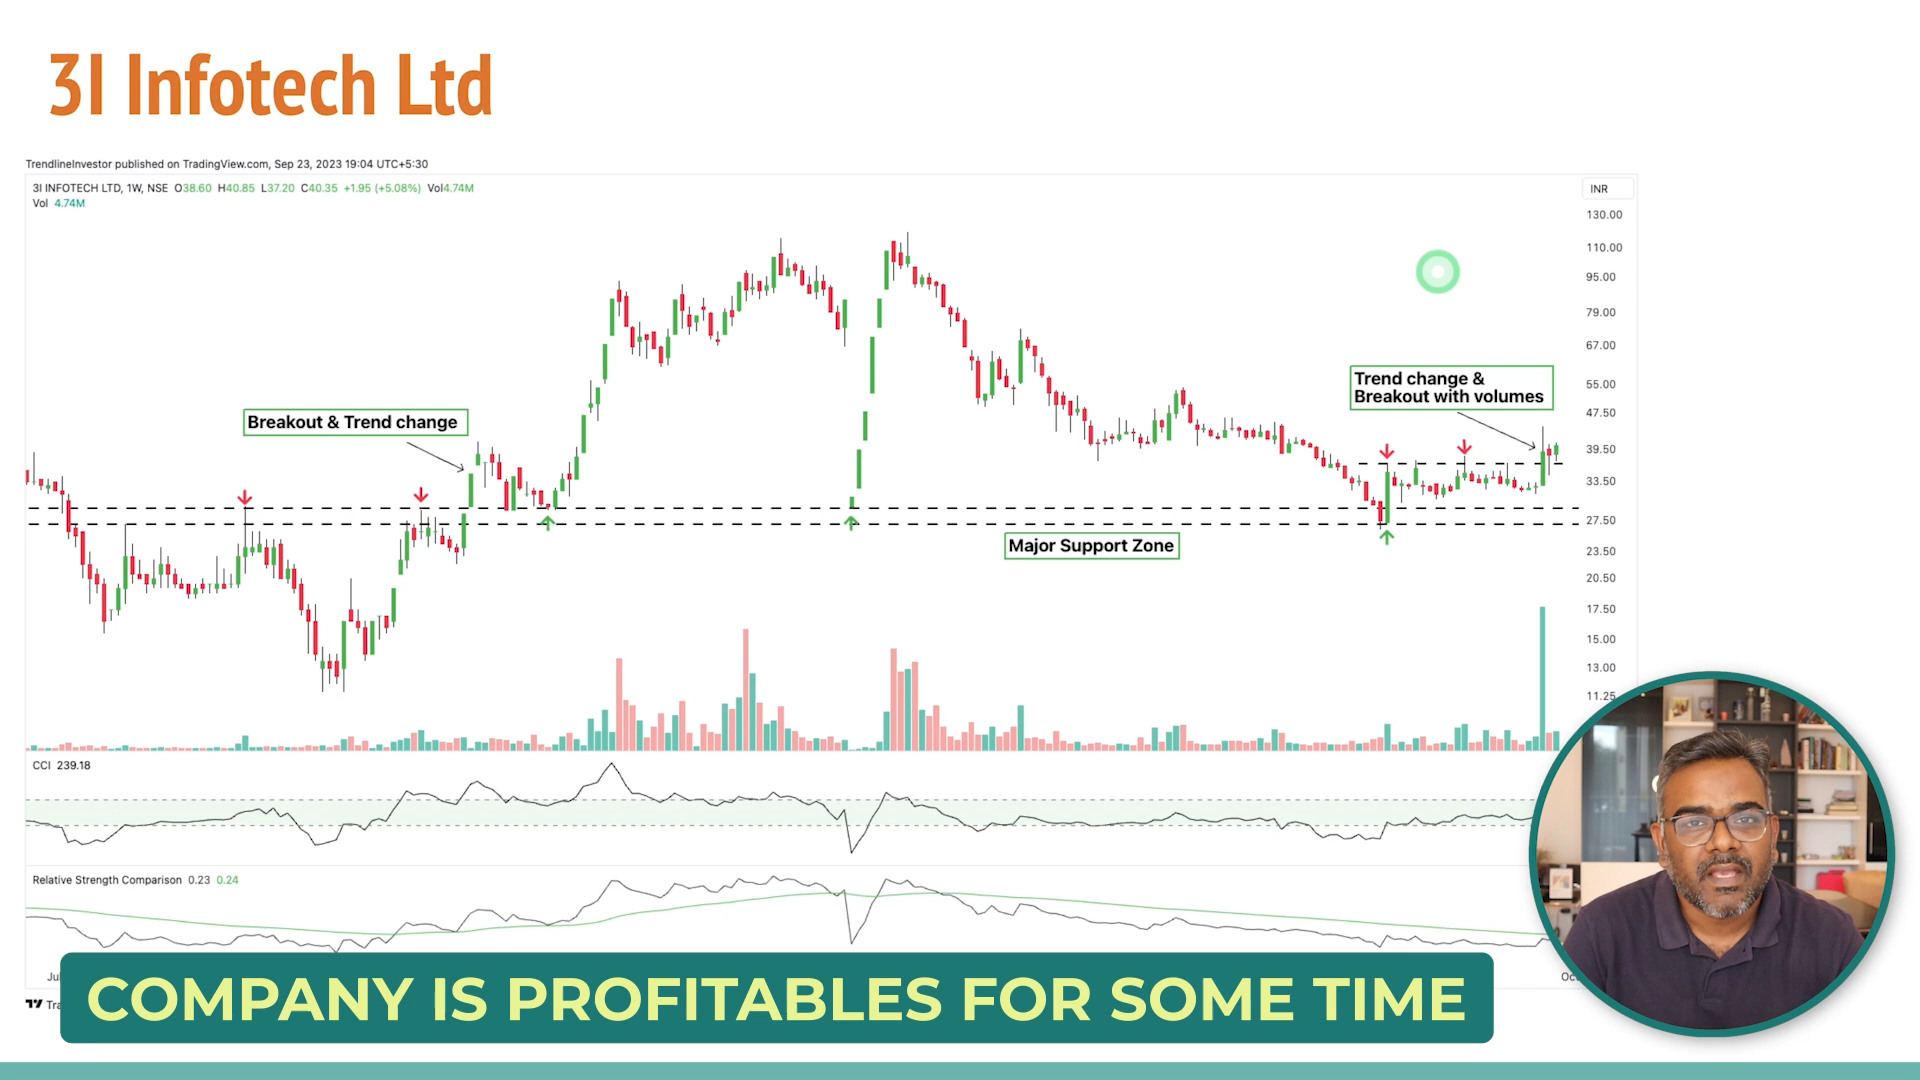 3I Infotech Ltd
TrendlineInvestor published on TradingView.com, Sep 23, 2023 19:04 UTC+5:30
3I INFOTECH LTD, 1W, NSE O38.60 H40.85 L37.20 C40.35 +1.95 (+5.08%) Vol4.74M
Vol 4.74M
INR
130.00
110.00
95.00
79.00
67.00
55.00
47.50
39.50
33.50
27.50
23.50
20.50
17.50
15.00
13.00
11.25
Breakout & Trend change
Trend change &
Breakout with volumes
Major Support Zone
CCI 239.18
Relative Strength Comparison 0.23 0.24
COMPANY IS PROFITABLES FOR SOME TIME